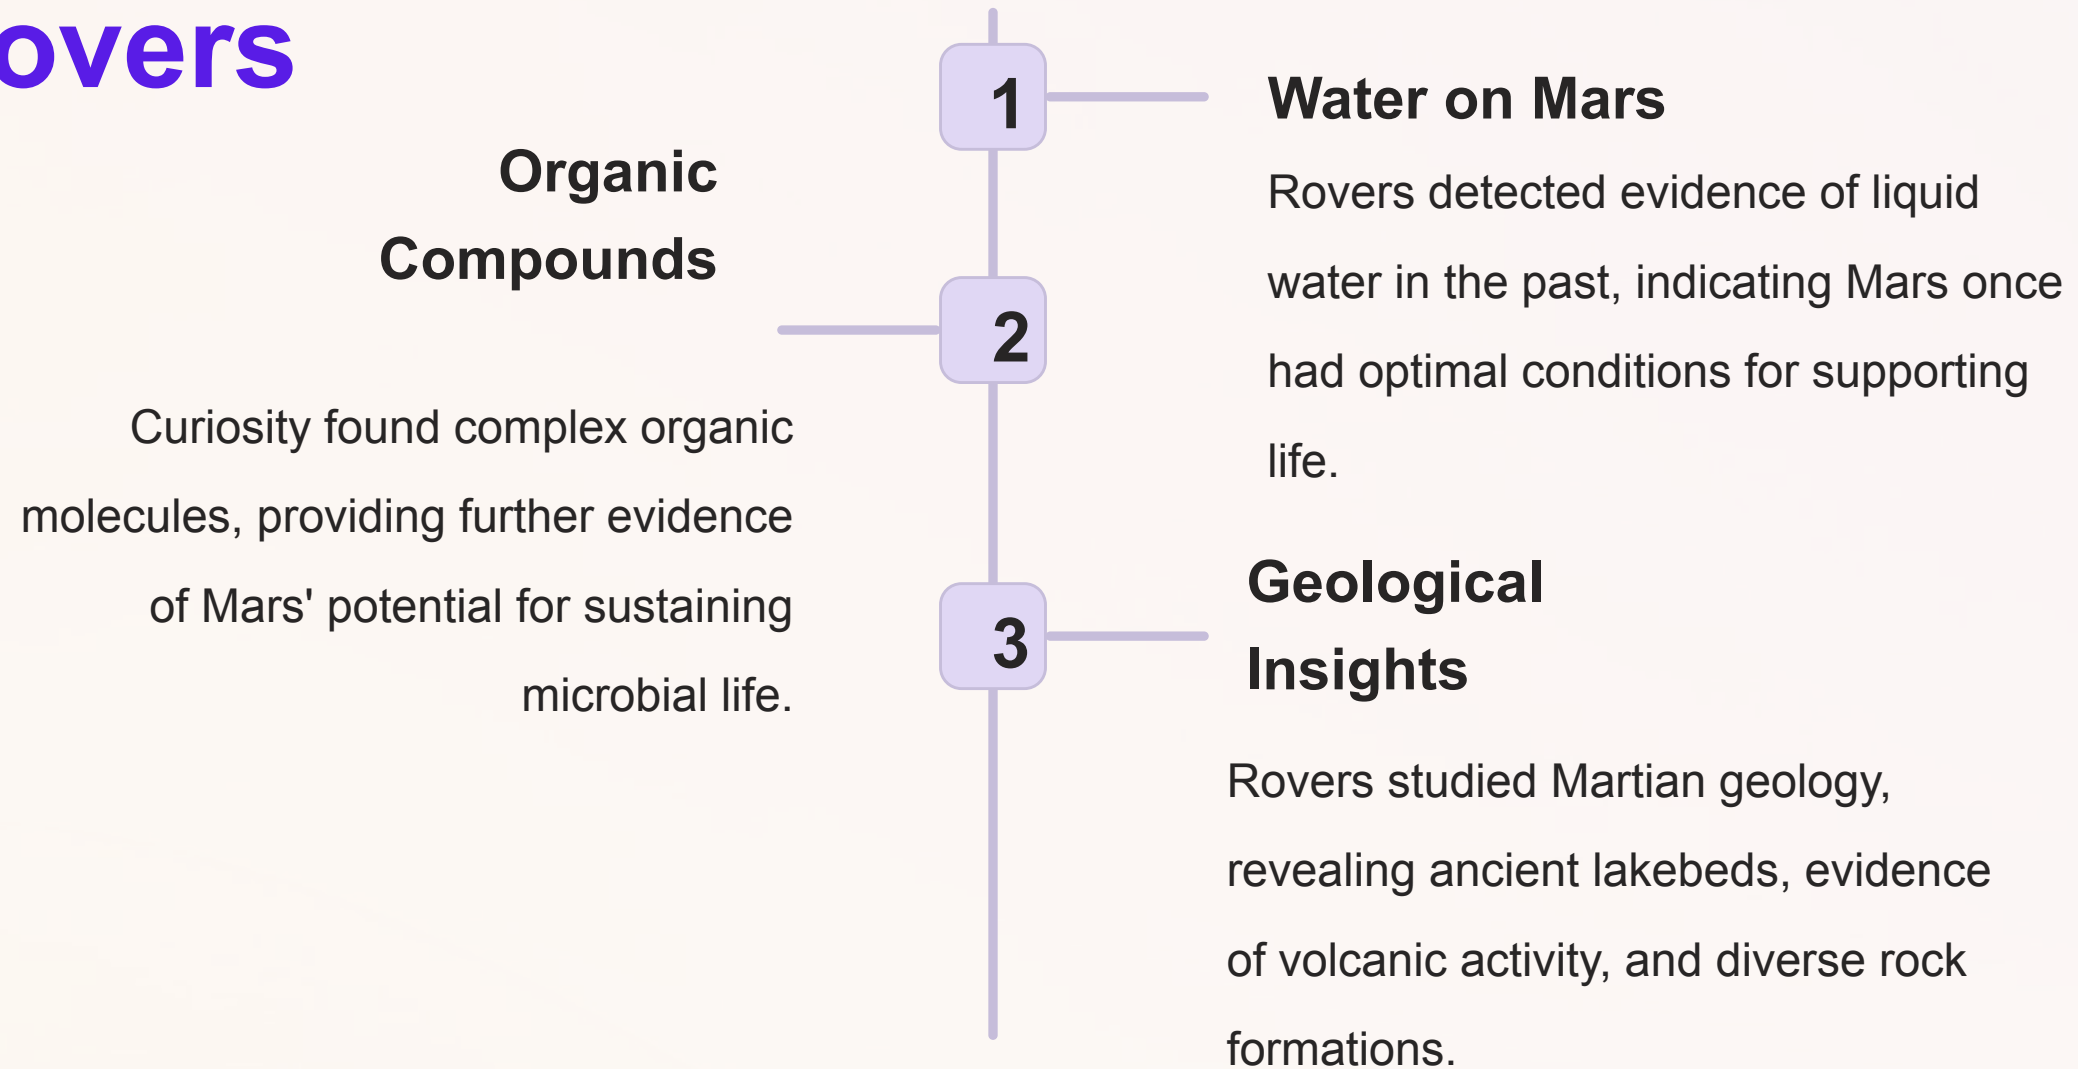 overs
1
Water on Mars
Rovers detected evidence of liquid
water in the past, indicating Mars once
had optimal conditions for supporting
life.
Organic
Compounds
2
Curiosity found complex organic
molecules, providing further evidence
of Mars' potential for sustaining
microbial life.
3
Geological
Insights
Rovers studied Martian geology,
revealing ancient lakebeds, evidence
of volcanic activity, and diverse rock
formations.